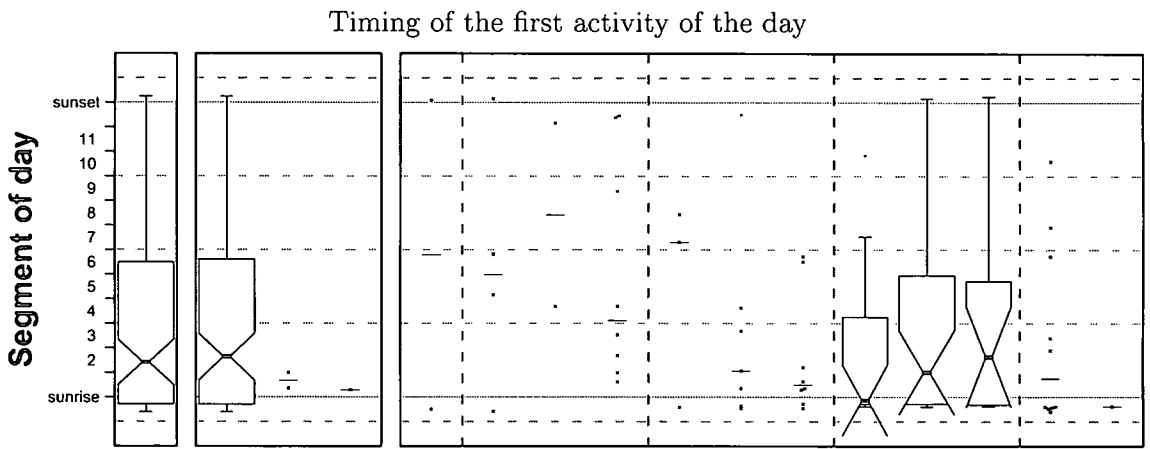 Timing of the first activity of the day
Segment of day
sunset
11
10
9
8
7
6
5
4
3
2
sunrise